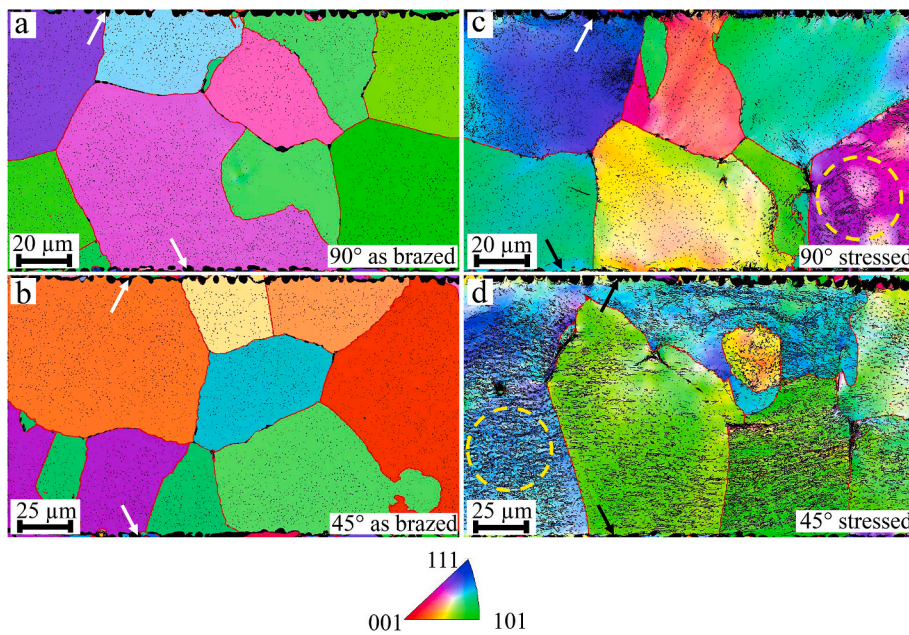 a
c
20 µm
90° as brazed
20 µm
90° stressed
b
d
25 µm
45° as brazed
25 µm
45° stressed
111
001
101